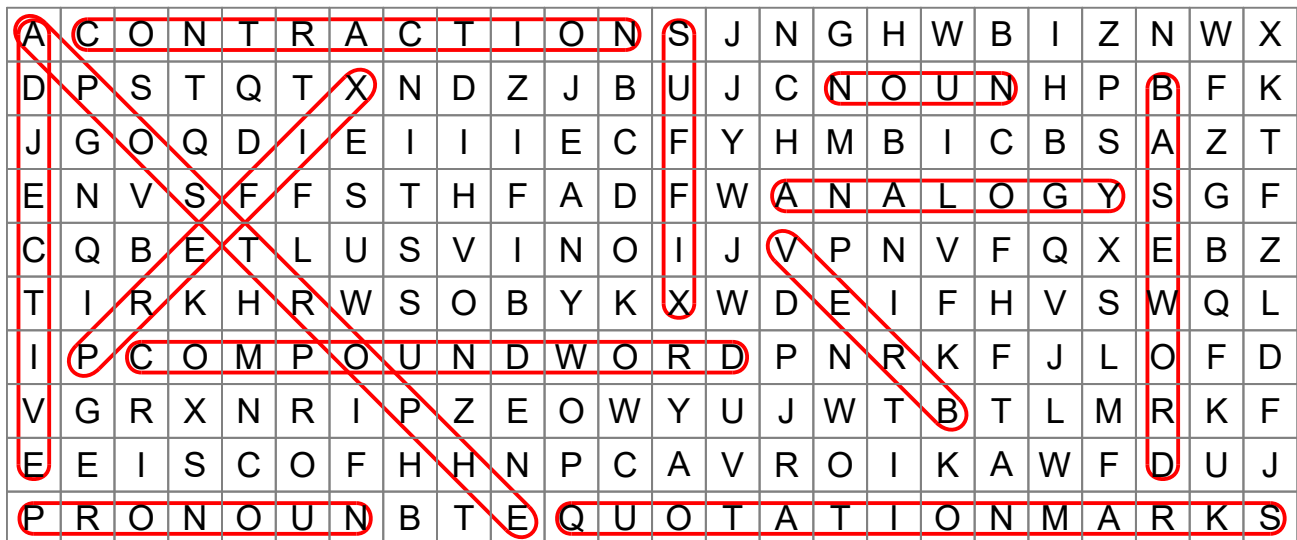 A C O N T R A C T I O N S J N G H W B I Z N W X
D P S T Q T X N D Z J B U J C N O U N H P B F K
J G O Q D I E I I I E C F Y H M B I C B S A Z T
E N V S F F S T H F A D F W A N A L O G Y S G F
C Q B E T L U S V I N O I J V P N V F Q X E B Z
T I R K H R W S O B Y K X W D E I F H V S W Q L
I P C O M P O U N D W O R D P N R K F J L O F D
V G R X N R I P Z E O W Y U J W T B T L M R K F
E E I S C O F H H N P C A V R O I K A W F D U J
P R O N O U N B T E Q U O T A T I O N M A R K S